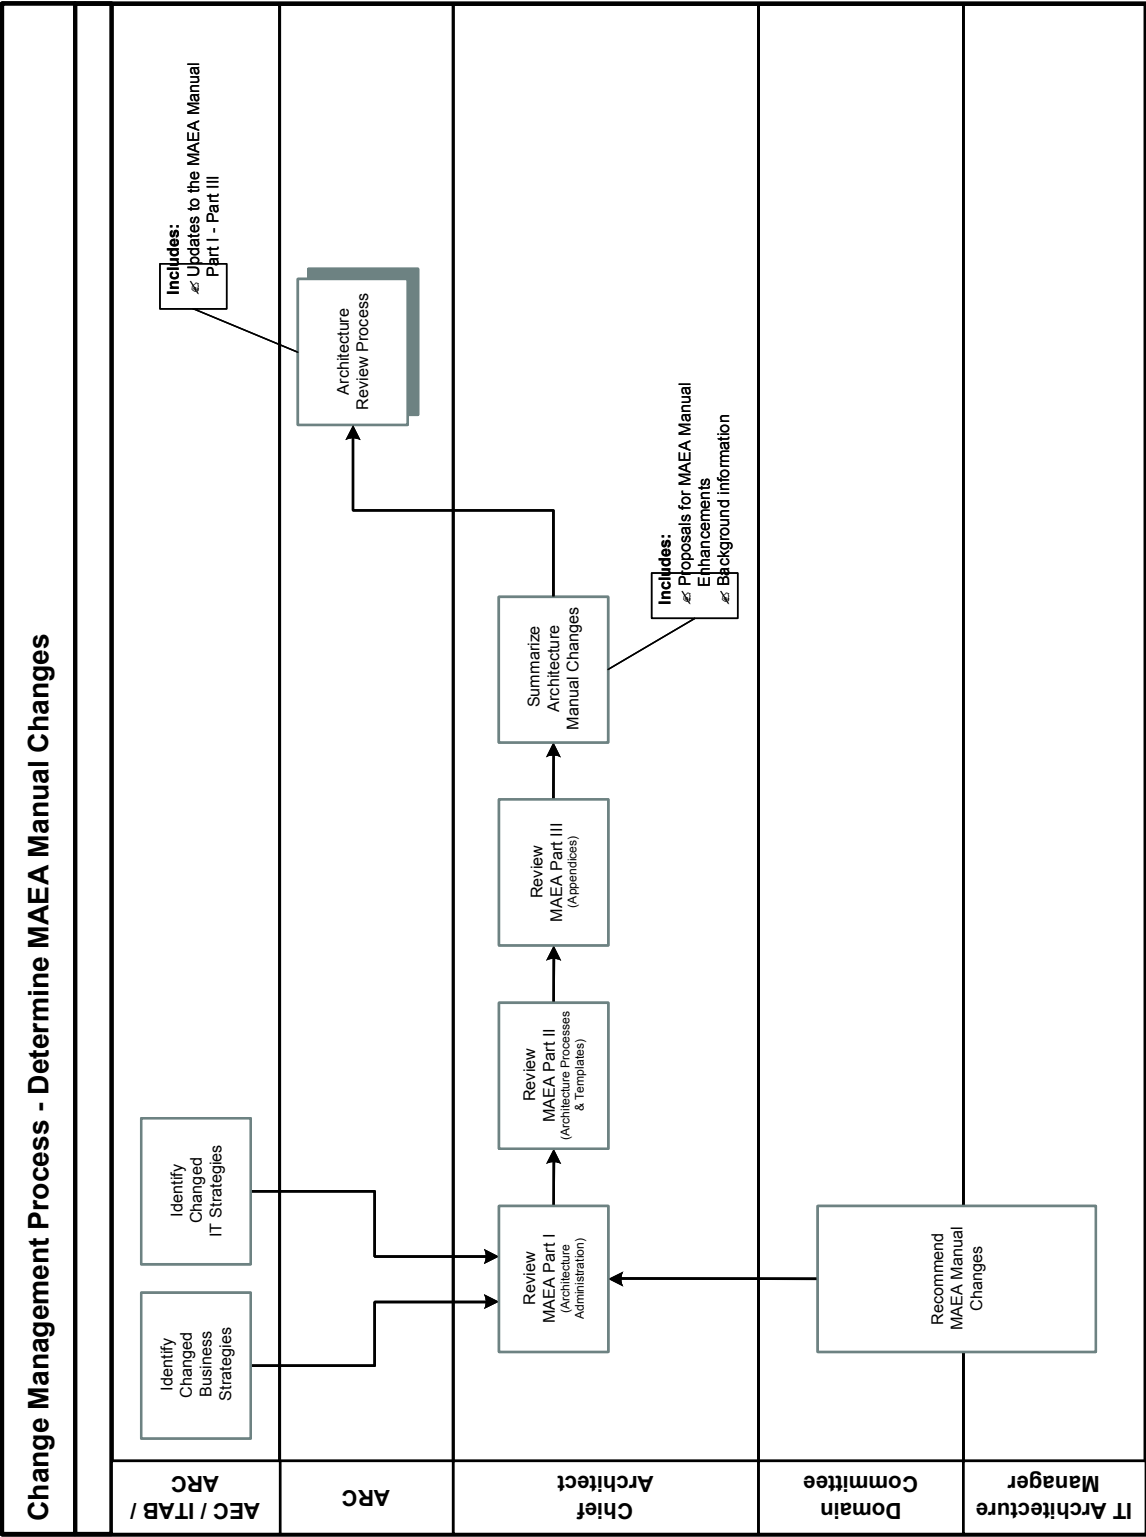 Change Management Process - Determine MAEA Manual Changes
AEC / ITAB /
ARC
Identify
Changed
Business
Strategies
Identify
Changed
IT Strategies
Includes:
Updates to the MAEA Manual
Part I - Part III
ARC
Architecture
Review Process
Chief
Architect
Review
MAEA Part I
(Architecture
Administration)
Review
MAEA Part II
(Architecture Processes
& Templates)
Review
MAEA Part III
(Appendices)
Summarize
Architecture
Manual Changes
Includes:
Proposals for MAEA Manual
Enhancements
Background information
Domain
Committee
Recommend
MAEA Manual
Changes
IT Architecture
Manager